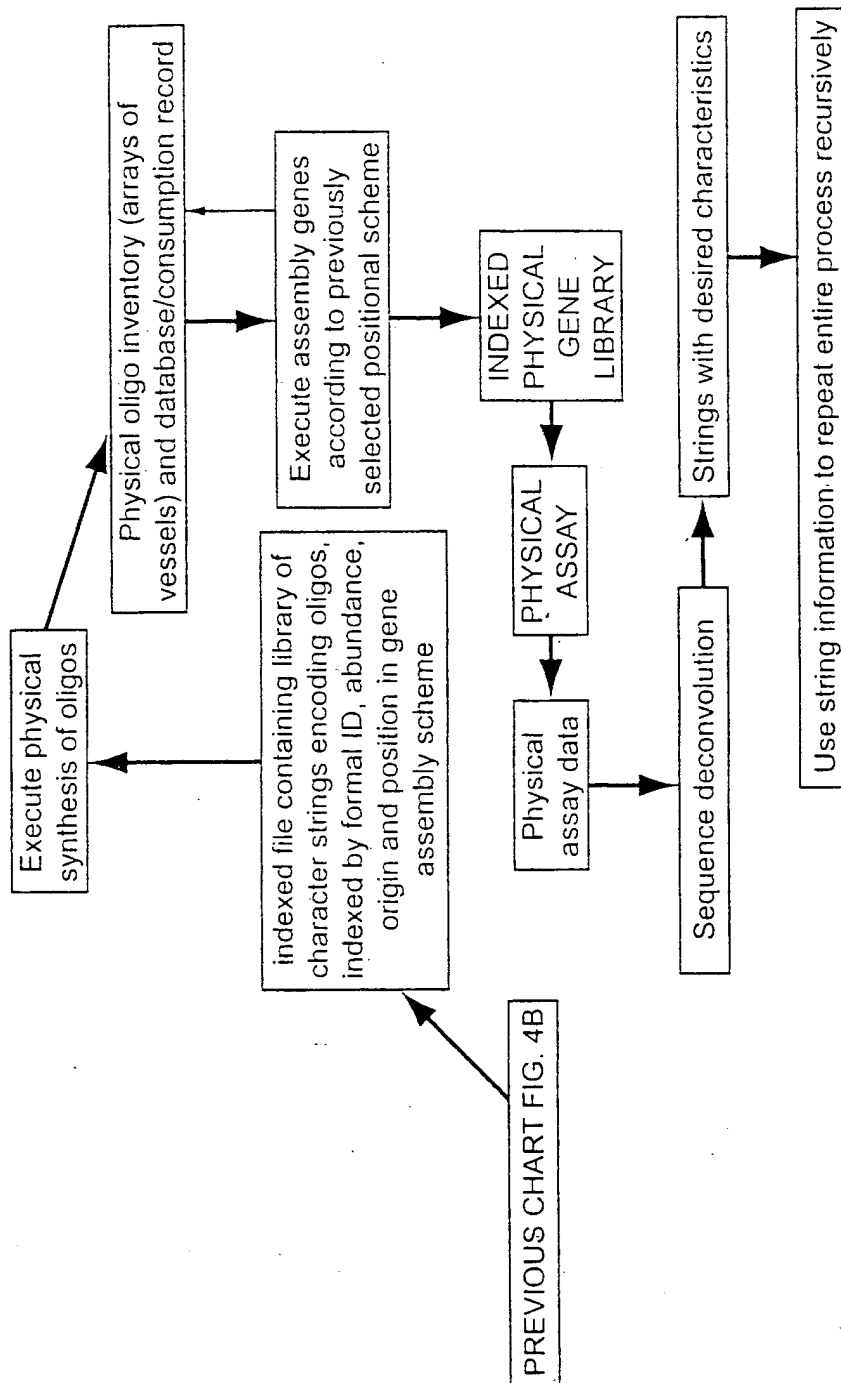 PREVIOUS CHART FIG. 4B
indexed file containing library of
character strings encoding oligos,
indexed by formal ID, abundance,
origin and position in gene
assembly scheme
Execute physical
synthesis of oligos
Physical oligo inventory (arrays of
vessels) and database/consumption record
Execute assembly genes
according to previously
selected positional scheme
INDEXED
PHYSICAL
GENE
LIBRARY
PHYSICAL
ASSAY
Physical
assay data
Sequence deconvolution
Strings with desired characteristics
Use string information to repeat entire process recursively